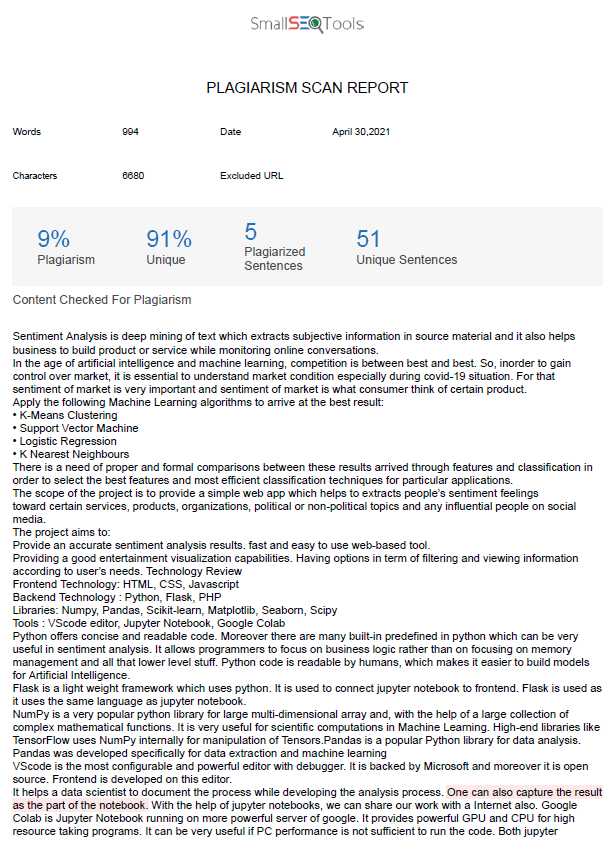 SmallSEOTools
PLAGIARISM SCAN REPORT
Words 994 Date April 30,2021
Characters 6680 Excluded URL
9% 91% 5 51
Plagiarism Unique Plagiarized Sentences Unique Sentences
Content Checked For Plagiarism
Sentiment Analysis is deep mining of text which extracts subjective information in source material and it also helps
business to build product or service while monitoring online conversations.
In the age of artificial intelligence and machine learning, competition is between best and best. So, inorder to gain
control over market, it is essential to understand market condition especially during covid-19 situation. For that
sentiment of market is very important and sentiment of market is what consumer think of certain product.
Apply the following Machine Learning algorithms to arrive at the best result:
• K-Means Clustering
• Support Vector Machine
• Logistic Regression
• K Nearest Neighbours
There is a need of proper and formal comparisons between these results arrived through features and classification in
order to select the best features and most efficient classification techniques for particular applications.
The scope of the project is to provide a simple web app which helps to extracts people's sentiment feelings
toward certain services, products, organizations, political or non-political topics and any influential people on social
media.
The project aims to:
Provide an accurate sentiment analysis results. fast and easy to use web-based tool.
Providing a good entertainment visualization capabilities. Having options in term of filtering and viewing information
according to user's needs. Technology Review
Frontend Technology: HTML, CSS, Javascript
Backend Technology : Python, Flask, PHP
Libraries: Numpy, Pandas, Scikit-learn, Matplotlib, Seaborn, Scipy
Tools : VScode editor, Jupyter Notebook, Google Colab
Python offers concise and readable code. Moreover there are many built-in predefined in python which can be very
useful in sentiment analysis. It allows programmers to focus on business logic rather than on focusing on memory
management and all that lower level stuff. Python code is readable by humans, which makes it easier to build models
for Artificial Intelligence.
Flask is a light weight framework which uses python. It is used to connect jupyter notebook to frontend. Flask is used as
it uses the same language as jupyter notebook.
NumPy is a very popular python library for large multi-dimensional array and, with the help of a large collection of
complex mathematical functions. It is very useful for scientific computations in Machine Learning. High-end libraries like
TensorFlow uses NumPy internally for manipulation of Tensors.Pandas is a popular Python library for data analysis.
Pandas was developed specifically for data extraction and machine learning
VScode is the most configurable and powerful editor with debugger. It is backed by Microsoft and moreover it is open
source. Frontend is developed on this editor.
It helps a data scientist to document the process while developing the analysis process. One can also capture the result
as the part of the notebook. With the help of jupyter notebooks, we can share our work with a Internet also. Google
Colab is Jupyter Notebook running on more powerful server of google. It provides powerful GPU and CPU for high
resource taking programs. It can be very useful if PC performance is not sufficient to run the code. Both jupyter